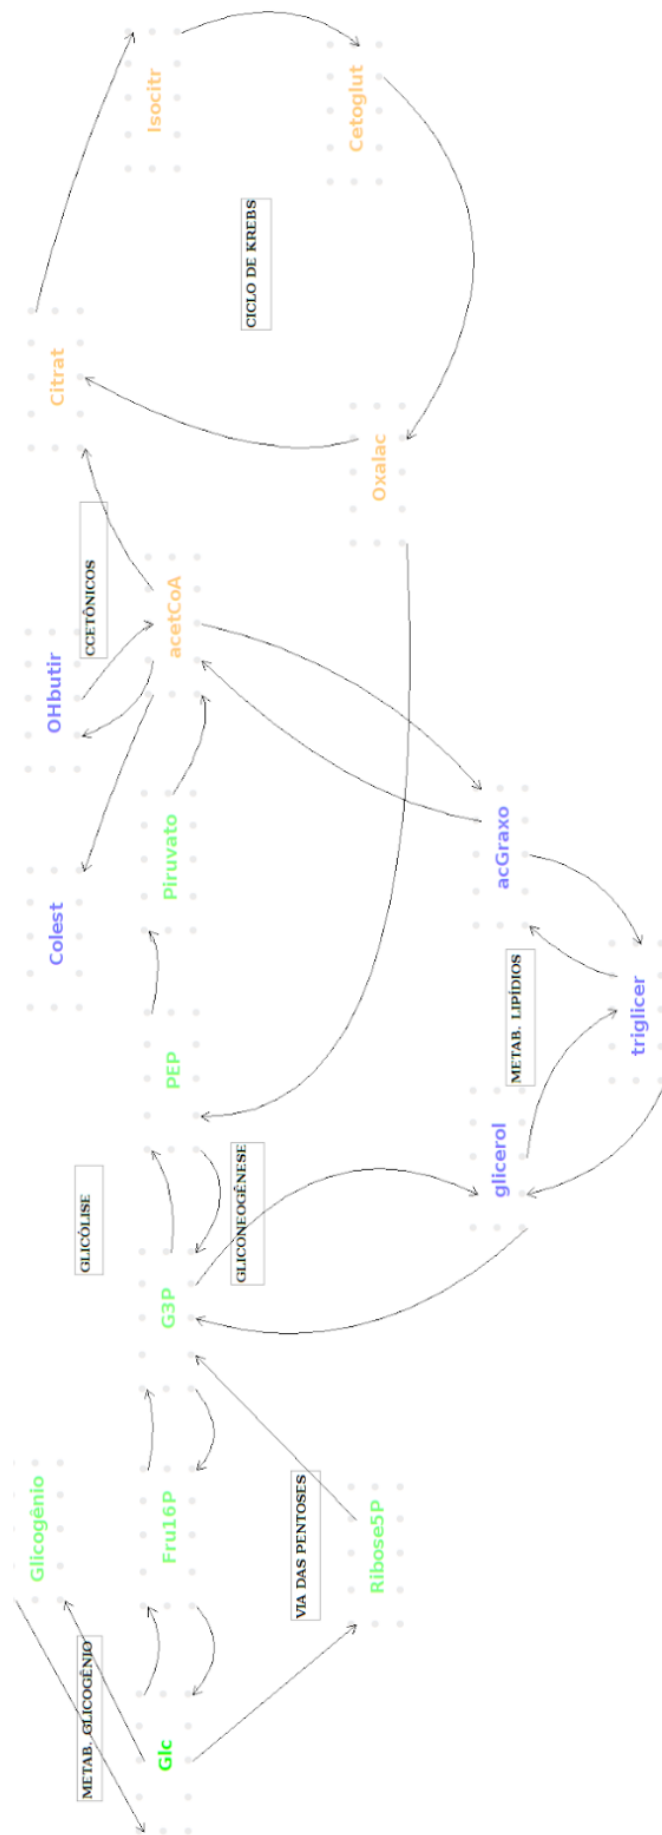 Glicogênio
METAB. GLICOGÊNIO
Glc
Fru16P
VIA DAS PENTOSES
Ribose5P
GLICÓLISE
G3P
GLICONEOGÊNESE
PEP
Colest
Piruvato
OHbutir
CCETÔNICOS
acetCoA
glicerol
METAB. LIPÍDIOS
triglicer
acGraxo
Citrat
Oxalac
CICLO DE KREBS
Isocitr
Cetoglut